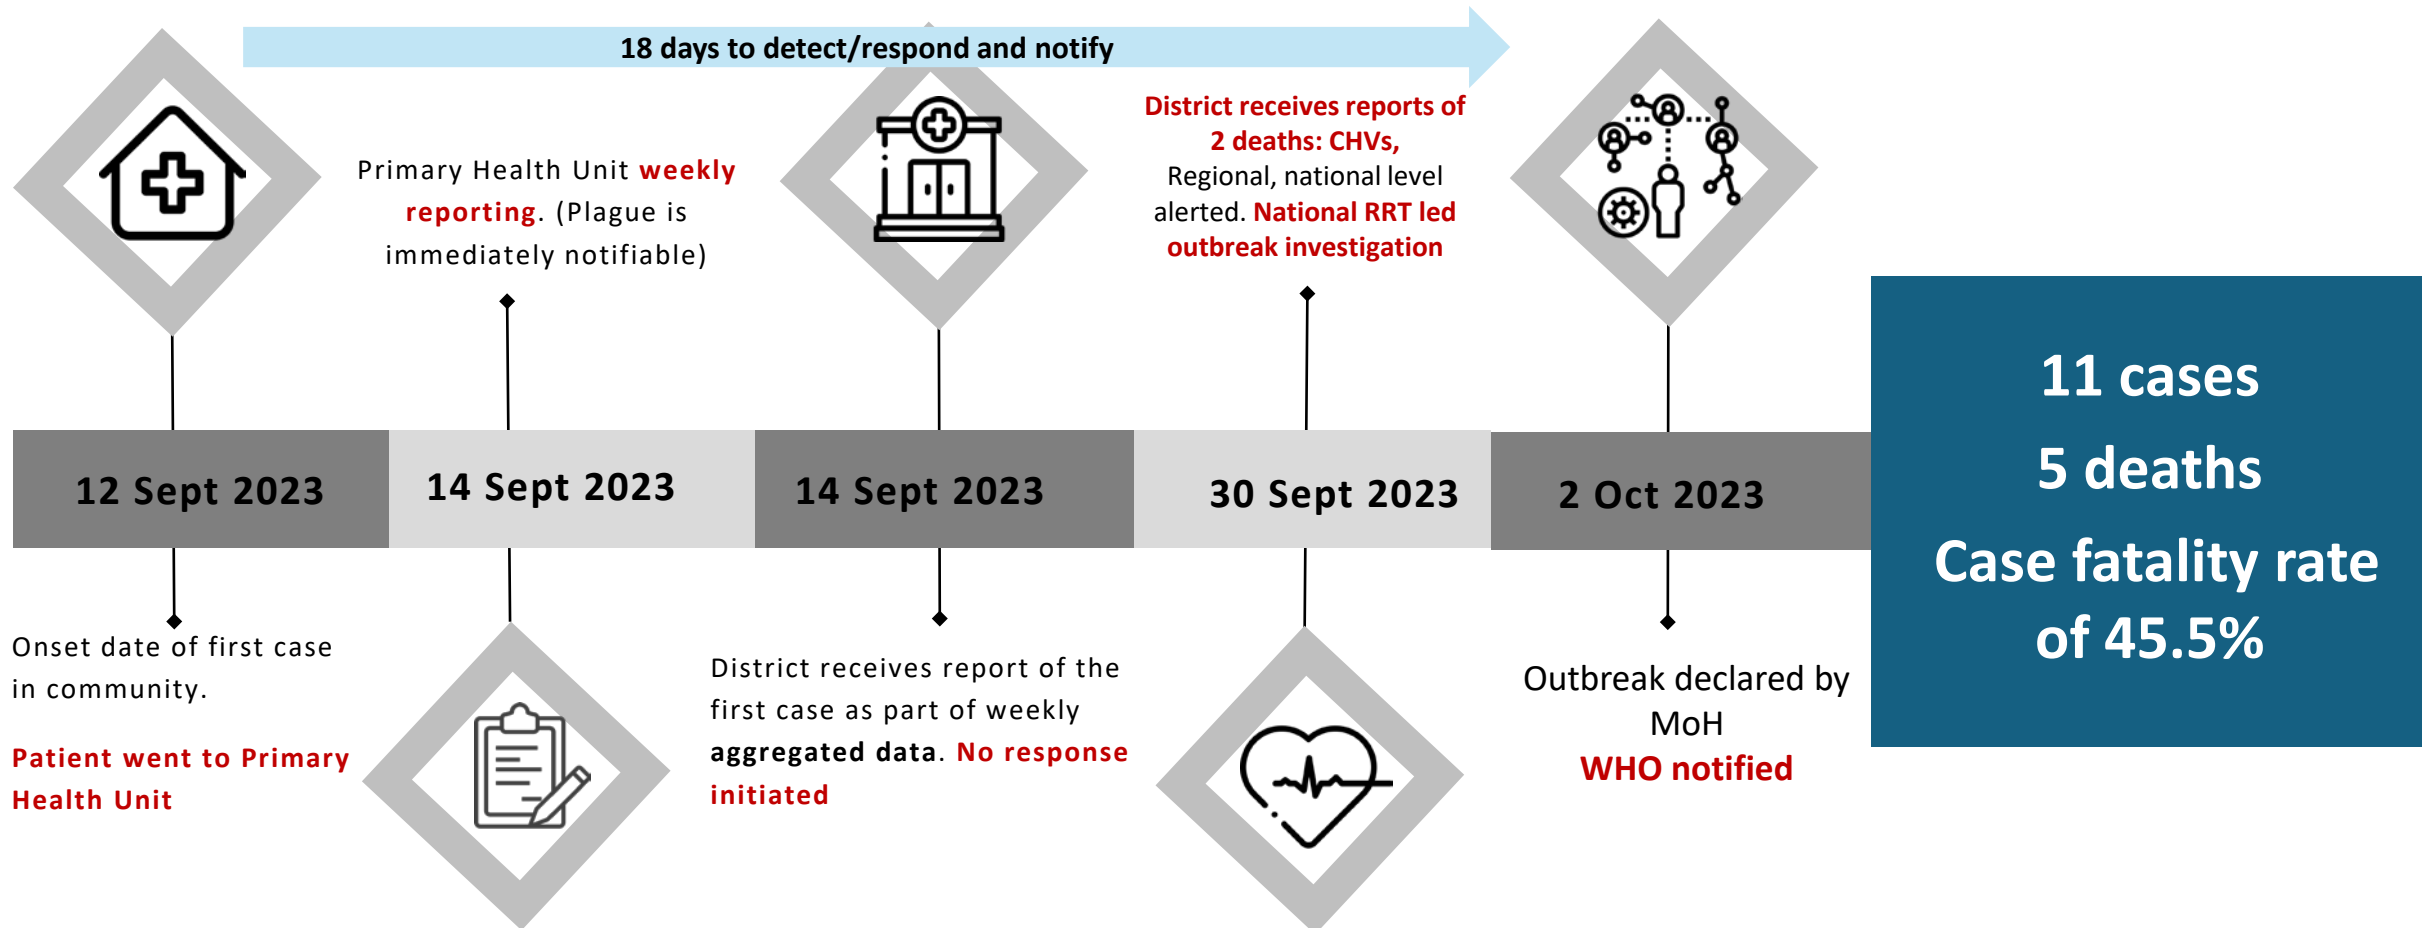 18 days to detect/respond and notify
Primary Health Unit weekly
reporting. (Plague is
immediately notifiable)
District receives reports of
2 deaths: CHVs,
Regional, national level
alerted. National RRT led
outbreak investigation
12 Sept 2023
14 Sept 2023
14 Sept 2023
30 Sept 2023
2 Oct 2023
Onset date of first case
in community.
Patient went to Primary
Health Unit
District receives report of the
first case as part of weekly
aggregated data. No response
initiated
Outbreak declared by
MoH
WHO notified
11 cases
5 deaths
Case fatality rate
of 45.5%